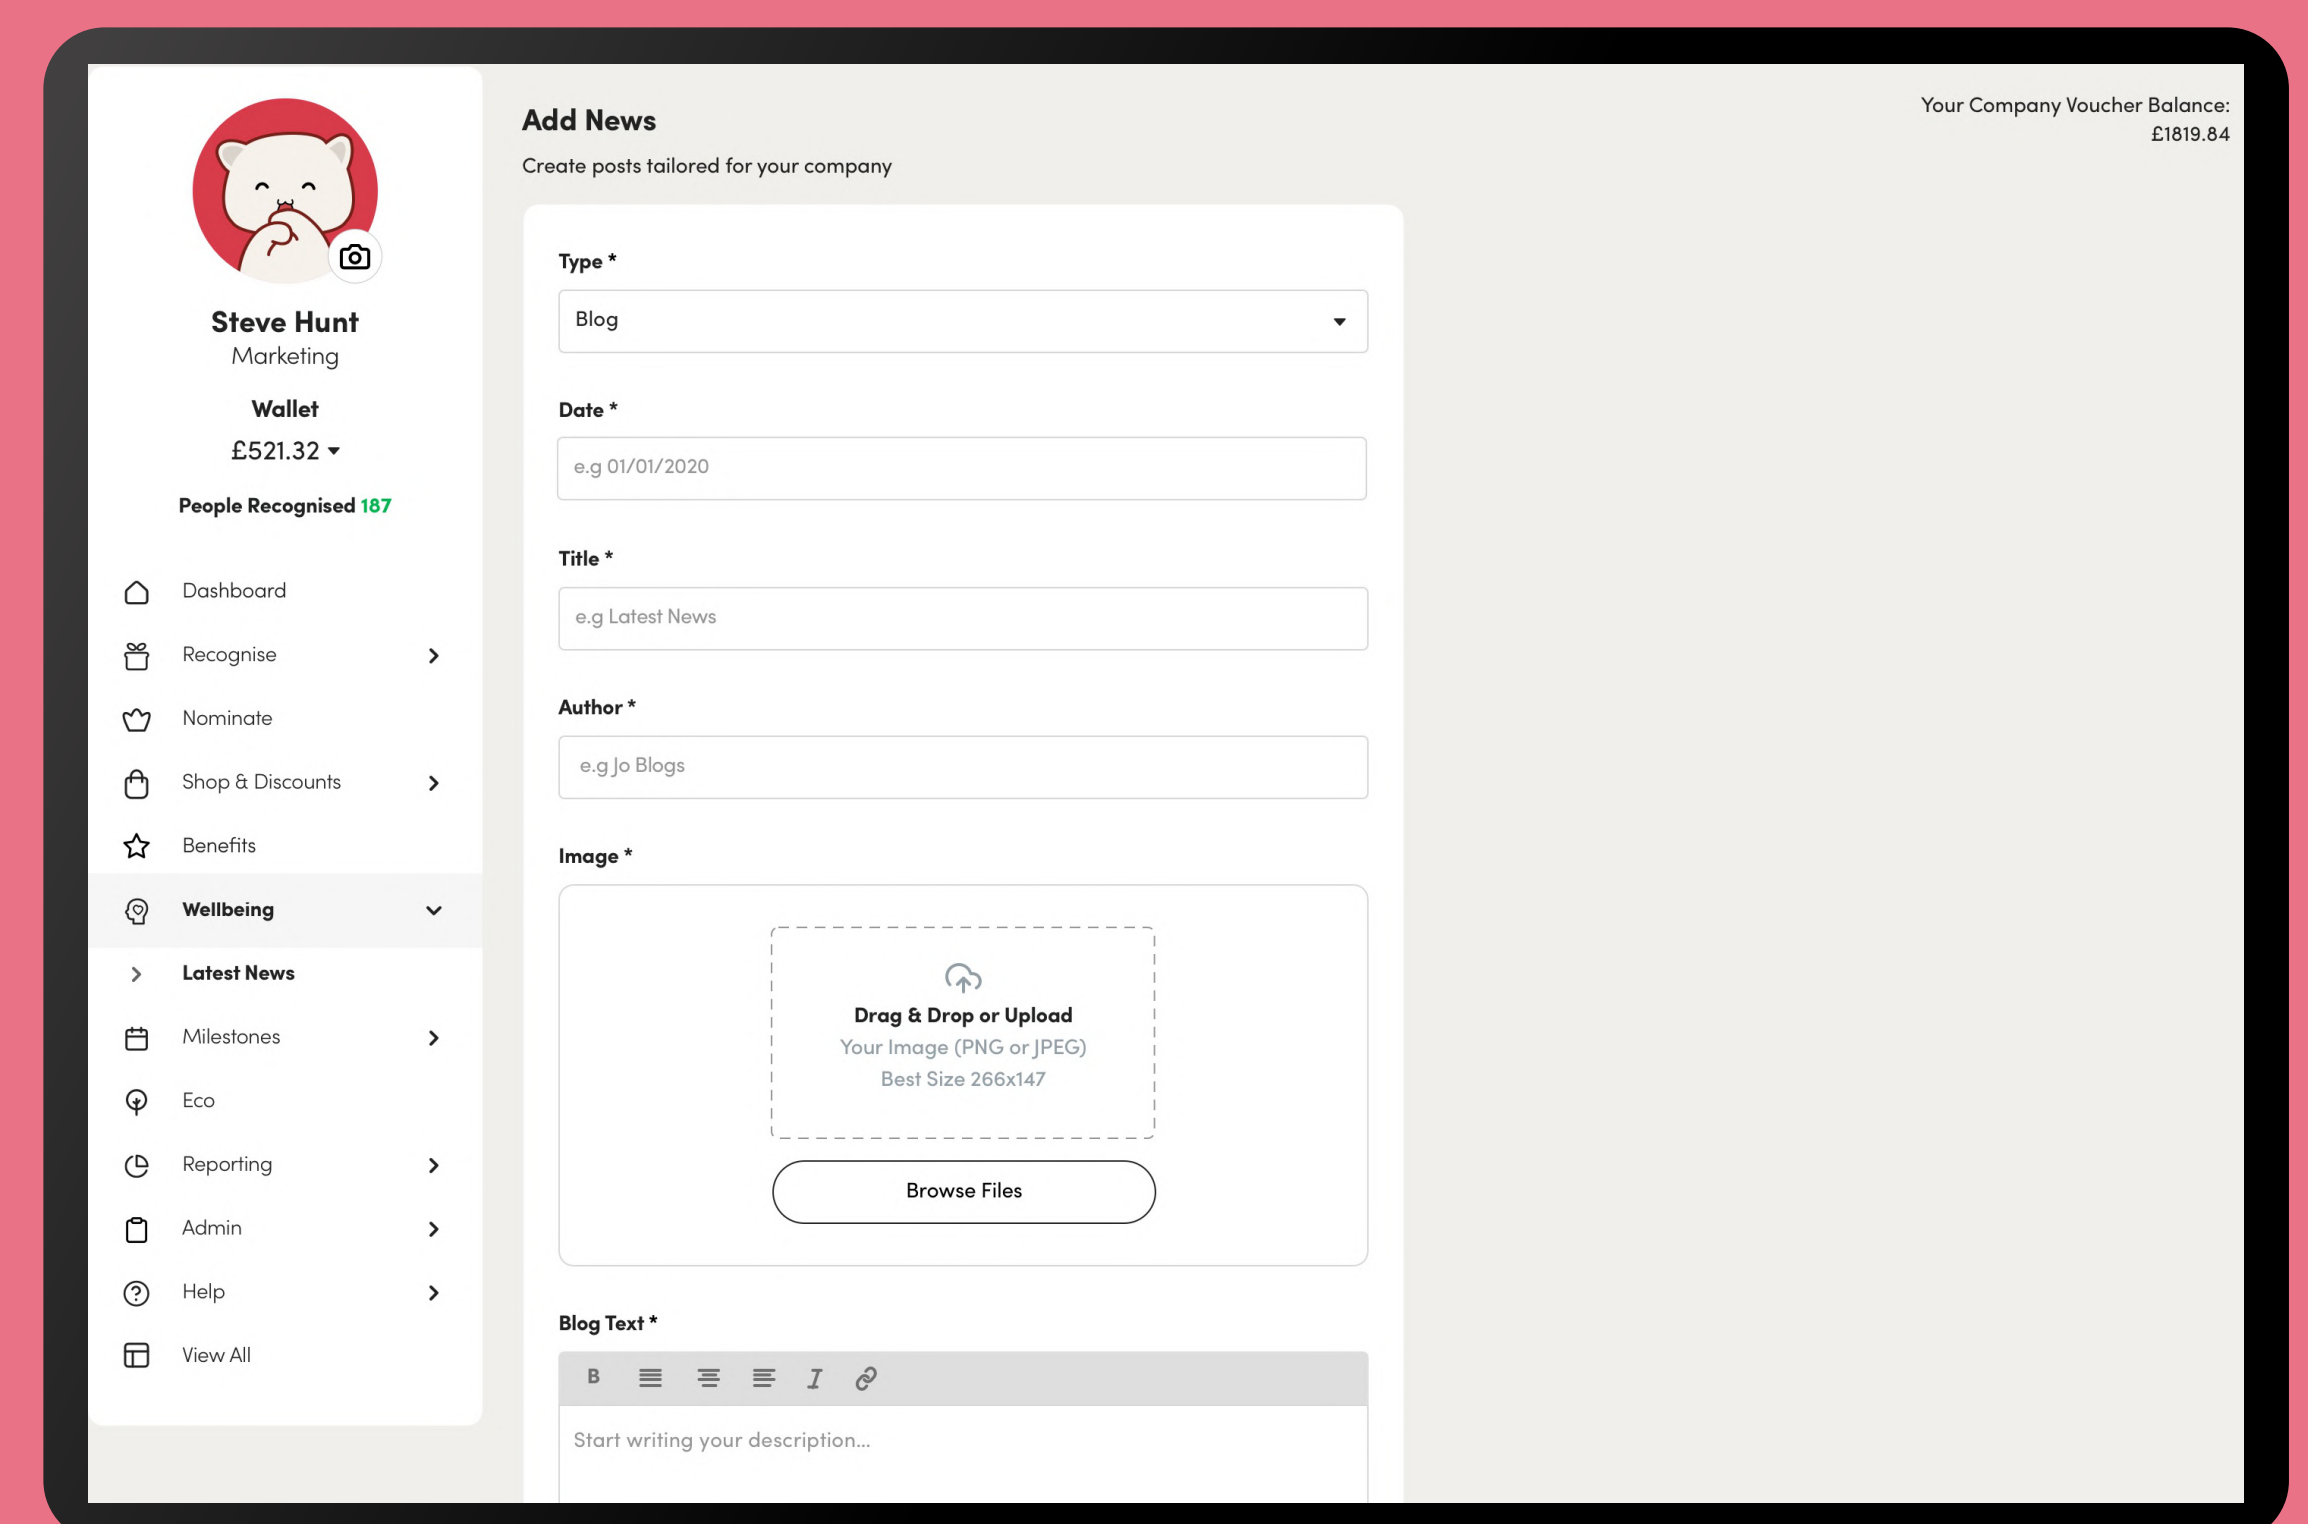 Steve Hunt
Marketing
Wallet
£521.32
People Recognised 187
Dashboard
Recognise
Nominate
Shop & Discounts
Benefits
Wellbeing
Latest News
Milestones
Eco
Reporting
Admin
Help
View All
Add News
Create posts tailored for your company
Your Company Voucher Balance:
£1819.84
Type *
Blog
Date *
e.g 01/01/2020
Title *
e.g Latest News
Author *
e.g Jo Blogs
Image *
Drag & Drop or Upload
Your Image (PNG or JPEG)
Best Size 266x147
Browse Files
Blog Text *
B I
Start writing your description...